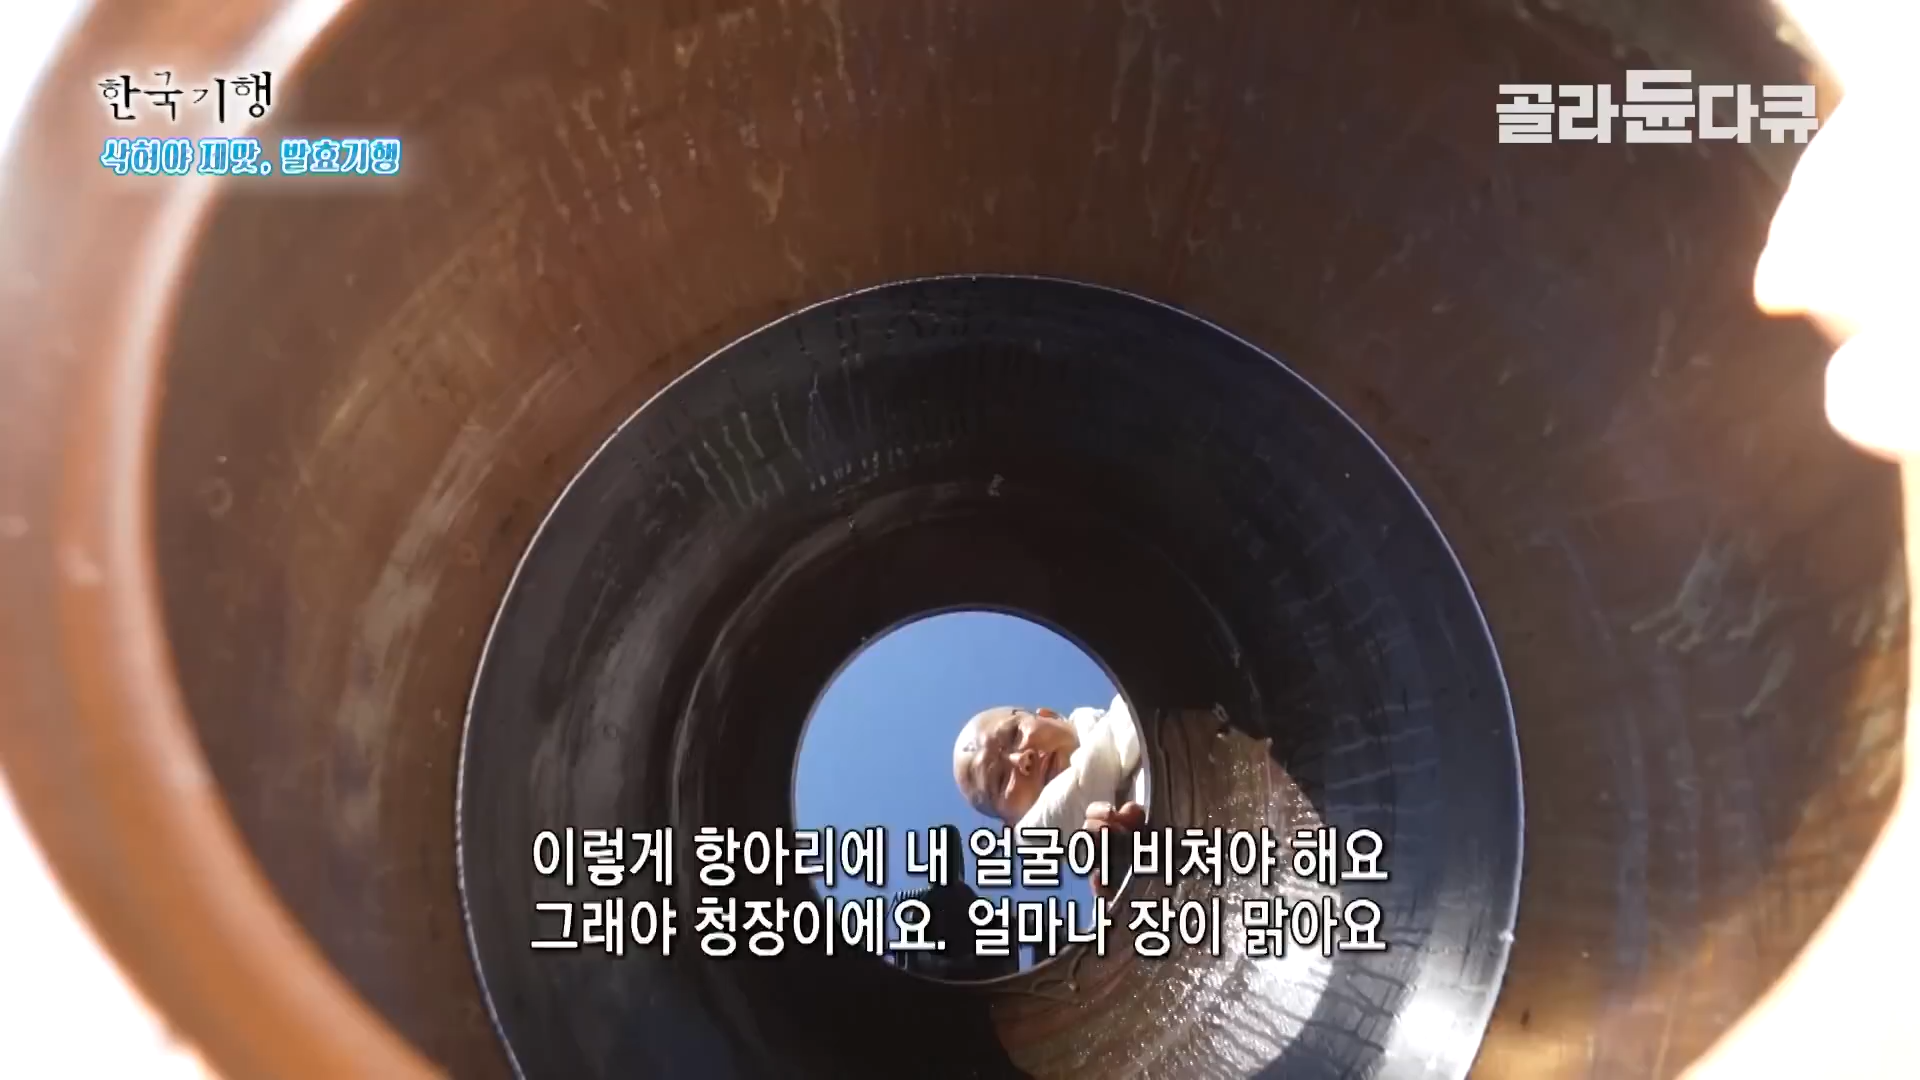 한국기행
삭혀야 제맛, 발효기행
골라듄다큐
이렇게 항아리에 내 얼굴이 비쳐야 해요
그래야 청장이에요. 얼마나 장이 맑아요